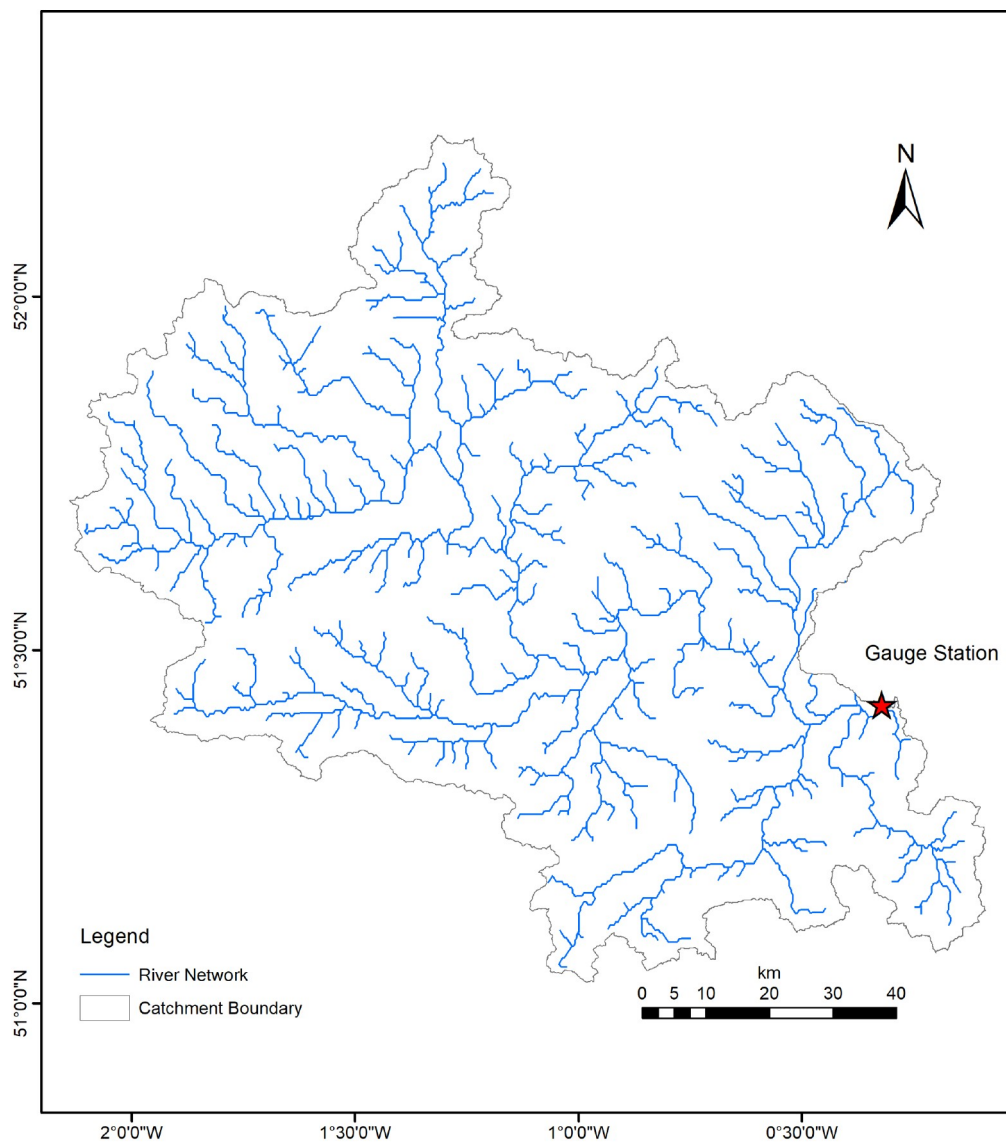 N
52°0'0"N
51°30'0"N
51°0'0"N
Gauge Station
Legend
River Network
Catchment Boundary
km
0 5 10 20 30 40
2°0'0"W 1°30'0"W 1°0'0"W 0°30'0"W